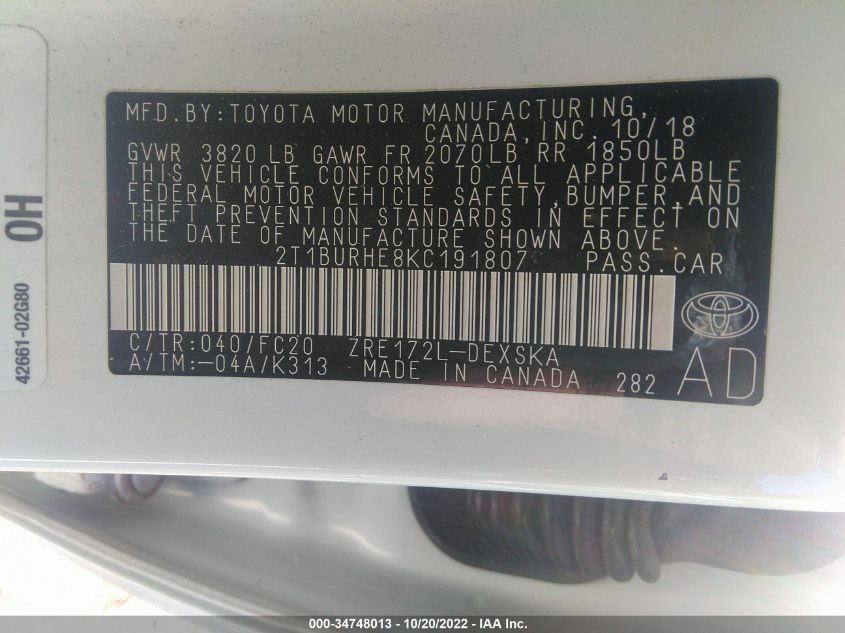 MFD.BY:TOYOTA MOTOR MANUFACTURING,
CANADA,INC. 10/18
GVWR 3820 LB GAWR FR 2070LB RR 1850LB
THIS VEHICLE CONFORMS TO ALL APPLICABLE
FEDERAL MOTOR VEHICLE SAFETY,BUMPER,AND
THEFT PREVENTION STANDARDS IN EFFECT ON
THE DATE OF MANUFACTURE SHOWN ABOVE.
2T1BURHE8KC191807 PASS.CAR
C/TR:040/FC20 ZRE172L-DEXSKA
A/TM:-04A/K313 MADE IN CANADA 282
AD
42661-02G80
OH
000-34748013 - 10/20/2022 - IAA Inc.